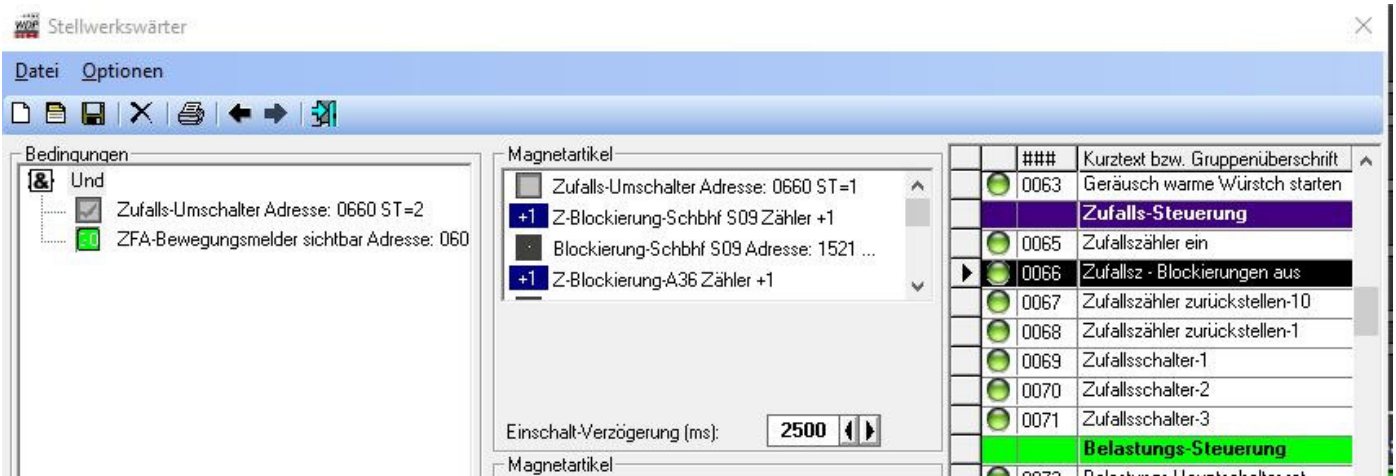 WDP Stellwerkswärter
Datei Optionen
Bedingungen
& Und
Zufalls-Umschalter Adresse: 0660 ST=2
ZFA-Bewegungsmelder sichtbar Adresse: 060
Magnetartikel
Zufalls-Umschalter Adresse: 0660 ST=1
+1 Z-Blockierung-Schbhf S09 Zähler +1
Blockierung-Schbhf S09 Adresse: 1521 ...
+1 Z-Blockierung-A36 Zähler +1
Einschalt-Verzögerung (ms): 2500
Magnetartikel
### Kurztext bzw. Gruppenüberschrift
0063 Geräusch warme Würstch starten
Zufalls-Steuerung
0065 Zufallszähler ein
0066 Zufallsz - Blockierungen aus
0067 Zufallszähler zurückstellen-10
0068 Zufallszähler zurückstellen-1
0069 Zufallsschalter-1
0070 Zufallsschalter-2
0071 Zufallsschalter-3
Belastungs-Steuerung